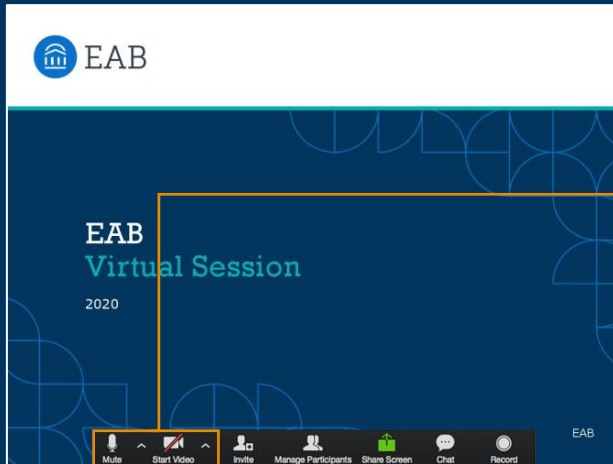 EAB
EAB
Virtual Session
2020
EAB
Mute Start Video Invite Manage Participants Share Screen Chat Record